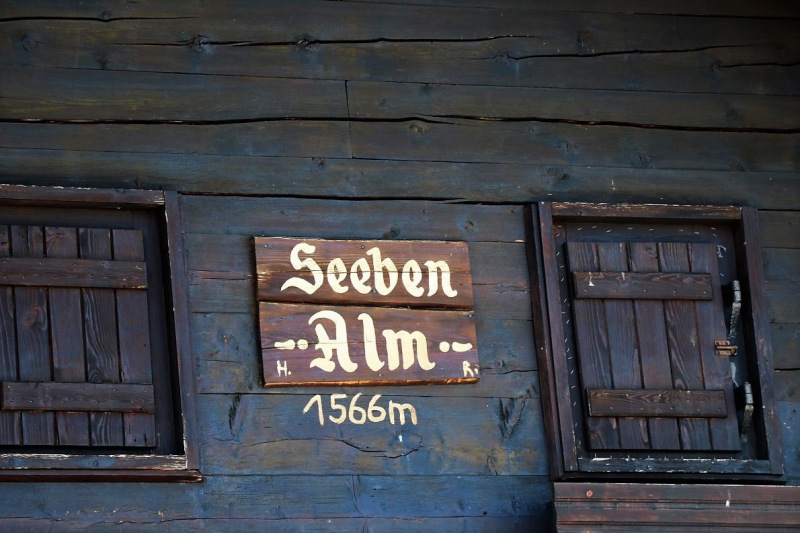 Seeben
-··Alm·-
H. R.
1566m